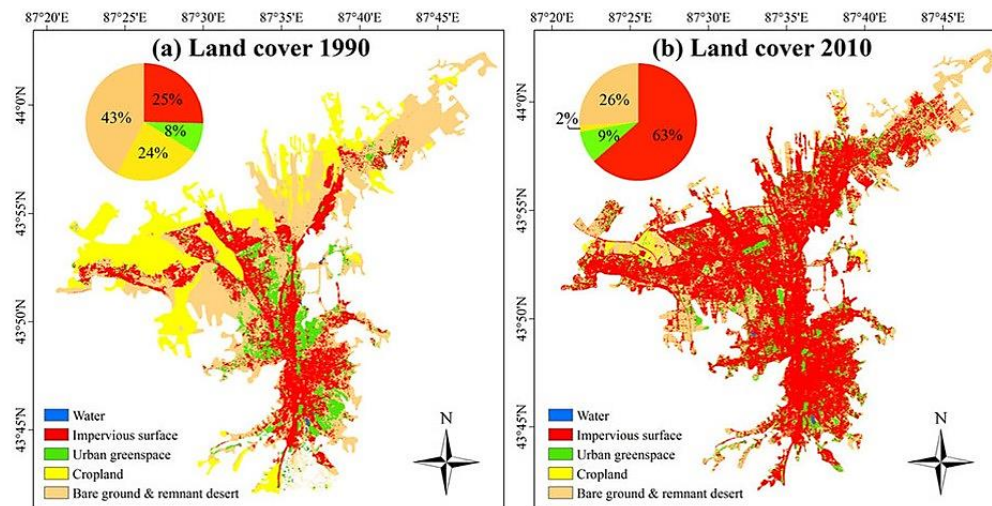 87°20'E 87°25'E 87°30'E 87°35'E 87°40'E 87°45'E
(a) Land cover 1990
25%
43%
8%
24%
44°0'N
43°55'N
43°50'N
43°45'N
Water
Impervious surface
Urban greenspace
Cropland
Bare ground & remnant desert
N
87°20'E 87°25'E 87°30'E 87°35'E 87°40'E 87°45'E
(b) Land cover 2010
26%
2%
9%
63%
44°0'N
43°55'N
43°50'N
43°45'N
Water
Impervious surface
Urban greenspace
Cropland
Bare ground & remnant desert
N